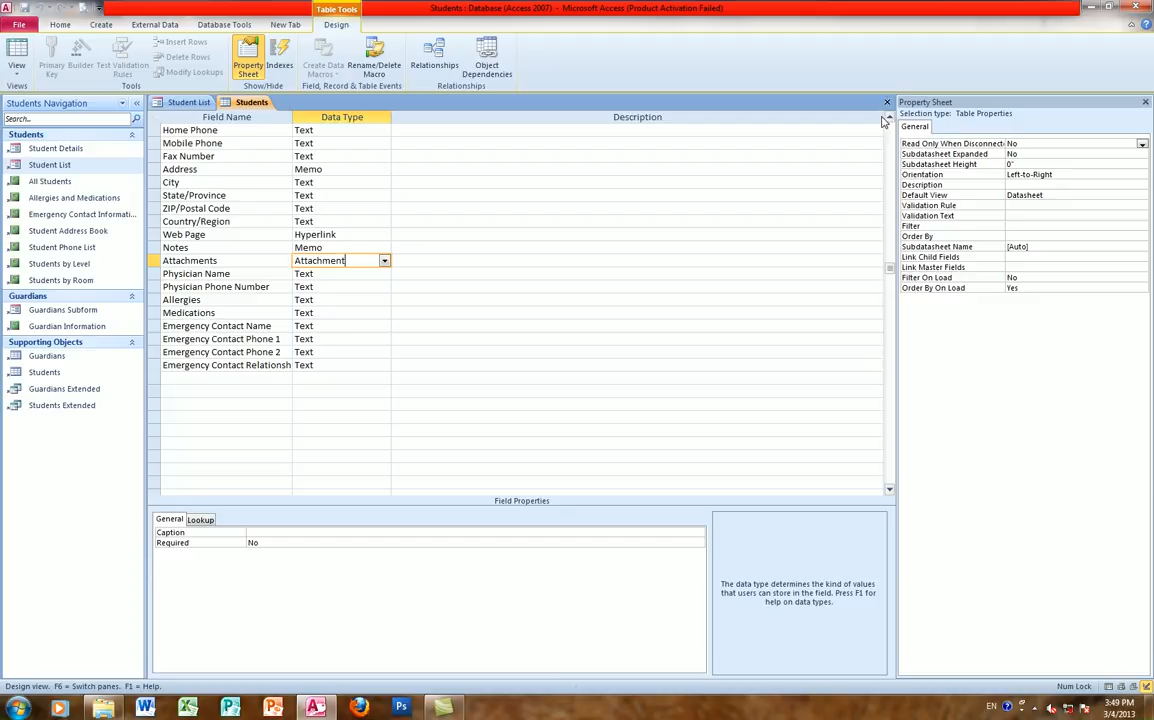 Table Tools
Students : Database (Access 2007) - Microsoft Access (Product Activation Failed)
File Home Create External Data Database Tools New Tab Design
View Primary Key Builder Test Validation Rules Insert Rows Delete Rows Modify Lookups Property Sheet Indexes Create Data Macros Rename/Delete Macro Relationships Object Dependencies
Views Tools Show/Hide Field, Record & Table Events Relationships
Students Navigation
Search...
Students
Student Details
Student List
All Students
Allergies and Medications
Emergency Contact Informati...
Student Address Book
Student Phone List
Students by Level
Students by Room
Guardians
Guardians Subform
Guardian Information
Supporting Objects
Guardians
Students
Guardians Extended
Students Extended
Student List Students
Field Name Data Type Description
Home Phone Text
Mobile Phone Text
Fax Number Text
Address Memo
City Text
State/Province Text
ZIP/Postal Code Text
Country/Region Text
Web Page Hyperlink
Notes Memo
Attachments Attachment
Physician Name Text
Physician Phone Number Text
Allergies Text
Medications Text
Emergency Contact Name Text
Emergency Contact Phone 1 Text
Emergency Contact Phone 2 Text
Emergency Contact Relationsh Text
Field Properties
General Lookup
Caption
Required No
The data type determines the kind of values
that users can store in the field. Press F1 for
help on data types.
Property Sheet
Selection type: Table Properties
General
Read Only When Disconnect No
Subdatasheet Expanded No
Subdatasheet Height 0"
Orientation Left-to-Right
Description
Default View Datasheet
Validation Rule
Validation Text
Filter
Order By
Subdatasheet Name [Auto]
Link Child Fields
Link Master Fields
Filter On Load No
Order By On Load Yes
Design view. F6 = Switch panes. F1 = Help. Num Lock
EN 3:49 PM
3/4/2013